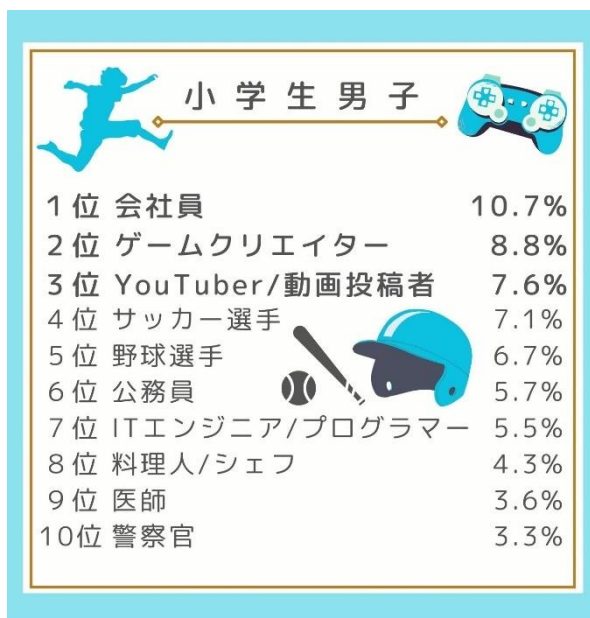 小学生男子
1位 会社員 10.7%
2位 ゲームクリエイター 8.8%
3位 YouTuber/動画投稿者 7.6%
4位 サッカー選手 7.1%
5位 野球選手 6.7%
6位 公務員 5.7%
7位 ITエンジニア/プログラマー 5.5%
8位 料理人/シェフ 4.3%
9位 医師 3.6%
10位 警察官 3.3%